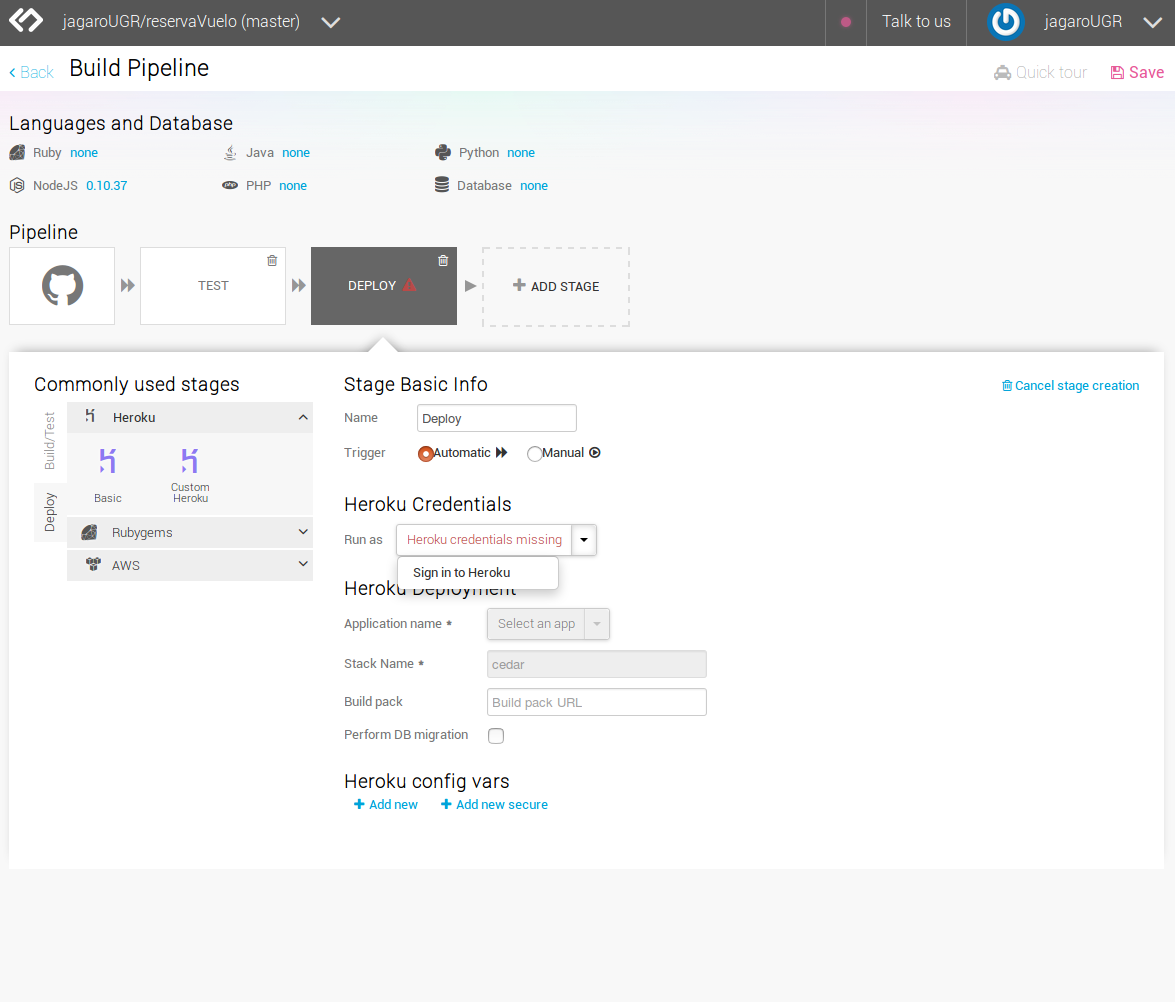 jagaroUGR/reservaVuelo (master)
Talk to us
jagaroUGR
Back
Build Pipeline
Quick tour
Save
Languages and Database
Ruby none
Java none
Python none
NodeJS 0.10.37
PHP none
Database none
Pipeline
TEST
DEPLOY
ADD STAGE
Commonly used stages
Build/Test
Deploy
Heroku
Basic
Custom
Heroku
Rubygems
AWS
Stage Basic Info
Cancel stage creation
Name Deploy
Trigger Automatic Manual
Heroku Credentials
Run as Heroku credentials missing
Sign in to Heroku
Heroku Deployment
Application name * Select an app
Stack Name * cedar
Build pack Build pack URL
Perform DB migration
Heroku config vars
Add new Add new secure